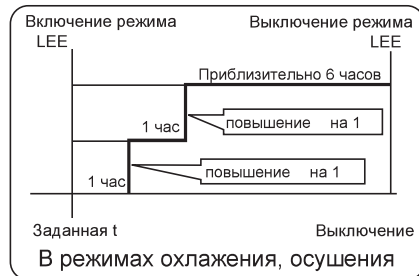 Включение режима Выключение режима
LEE LEE
Приблизительно 6 часов
1 час повышение на 1
1 час повышение на 1
Заданная t Выключение
В режимах охлаждения, осушения